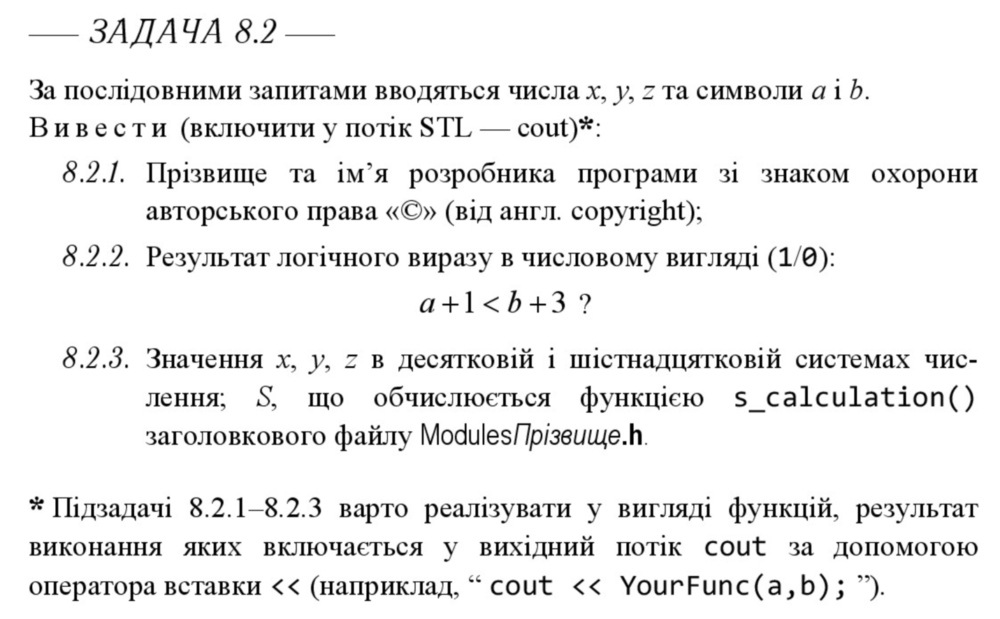 — ЗАДАЧА 8.2 —
За послідовними запитами вводяться числа x, y, z та символи a і b.
Вивести (включити у потік STL — cout)*:
8.2.1. Прізвище та ім’я розробника програми зі знаком охорони
авторського права «©» (від англ. copyright);
8.2.2. Результат логічного виразу в числовому вигляді (1/0):
a + 1 < b + 3 ?
8.2.3. Значення x, y, z в десятковій і шістнадцятковій системах чис-
лення; S, що обчислюється функцією s_calculation()
заголовкового файлу ModulesПрізвище.h.
* Підзадачі 8.2.1–8.2.3 варто реалізувати у вигляді функцій, результат
виконання яких включається у вихідний потік cout за допомогою
оператора вставки << (наприклад, “ cout << YourFunc(a,b); ”).